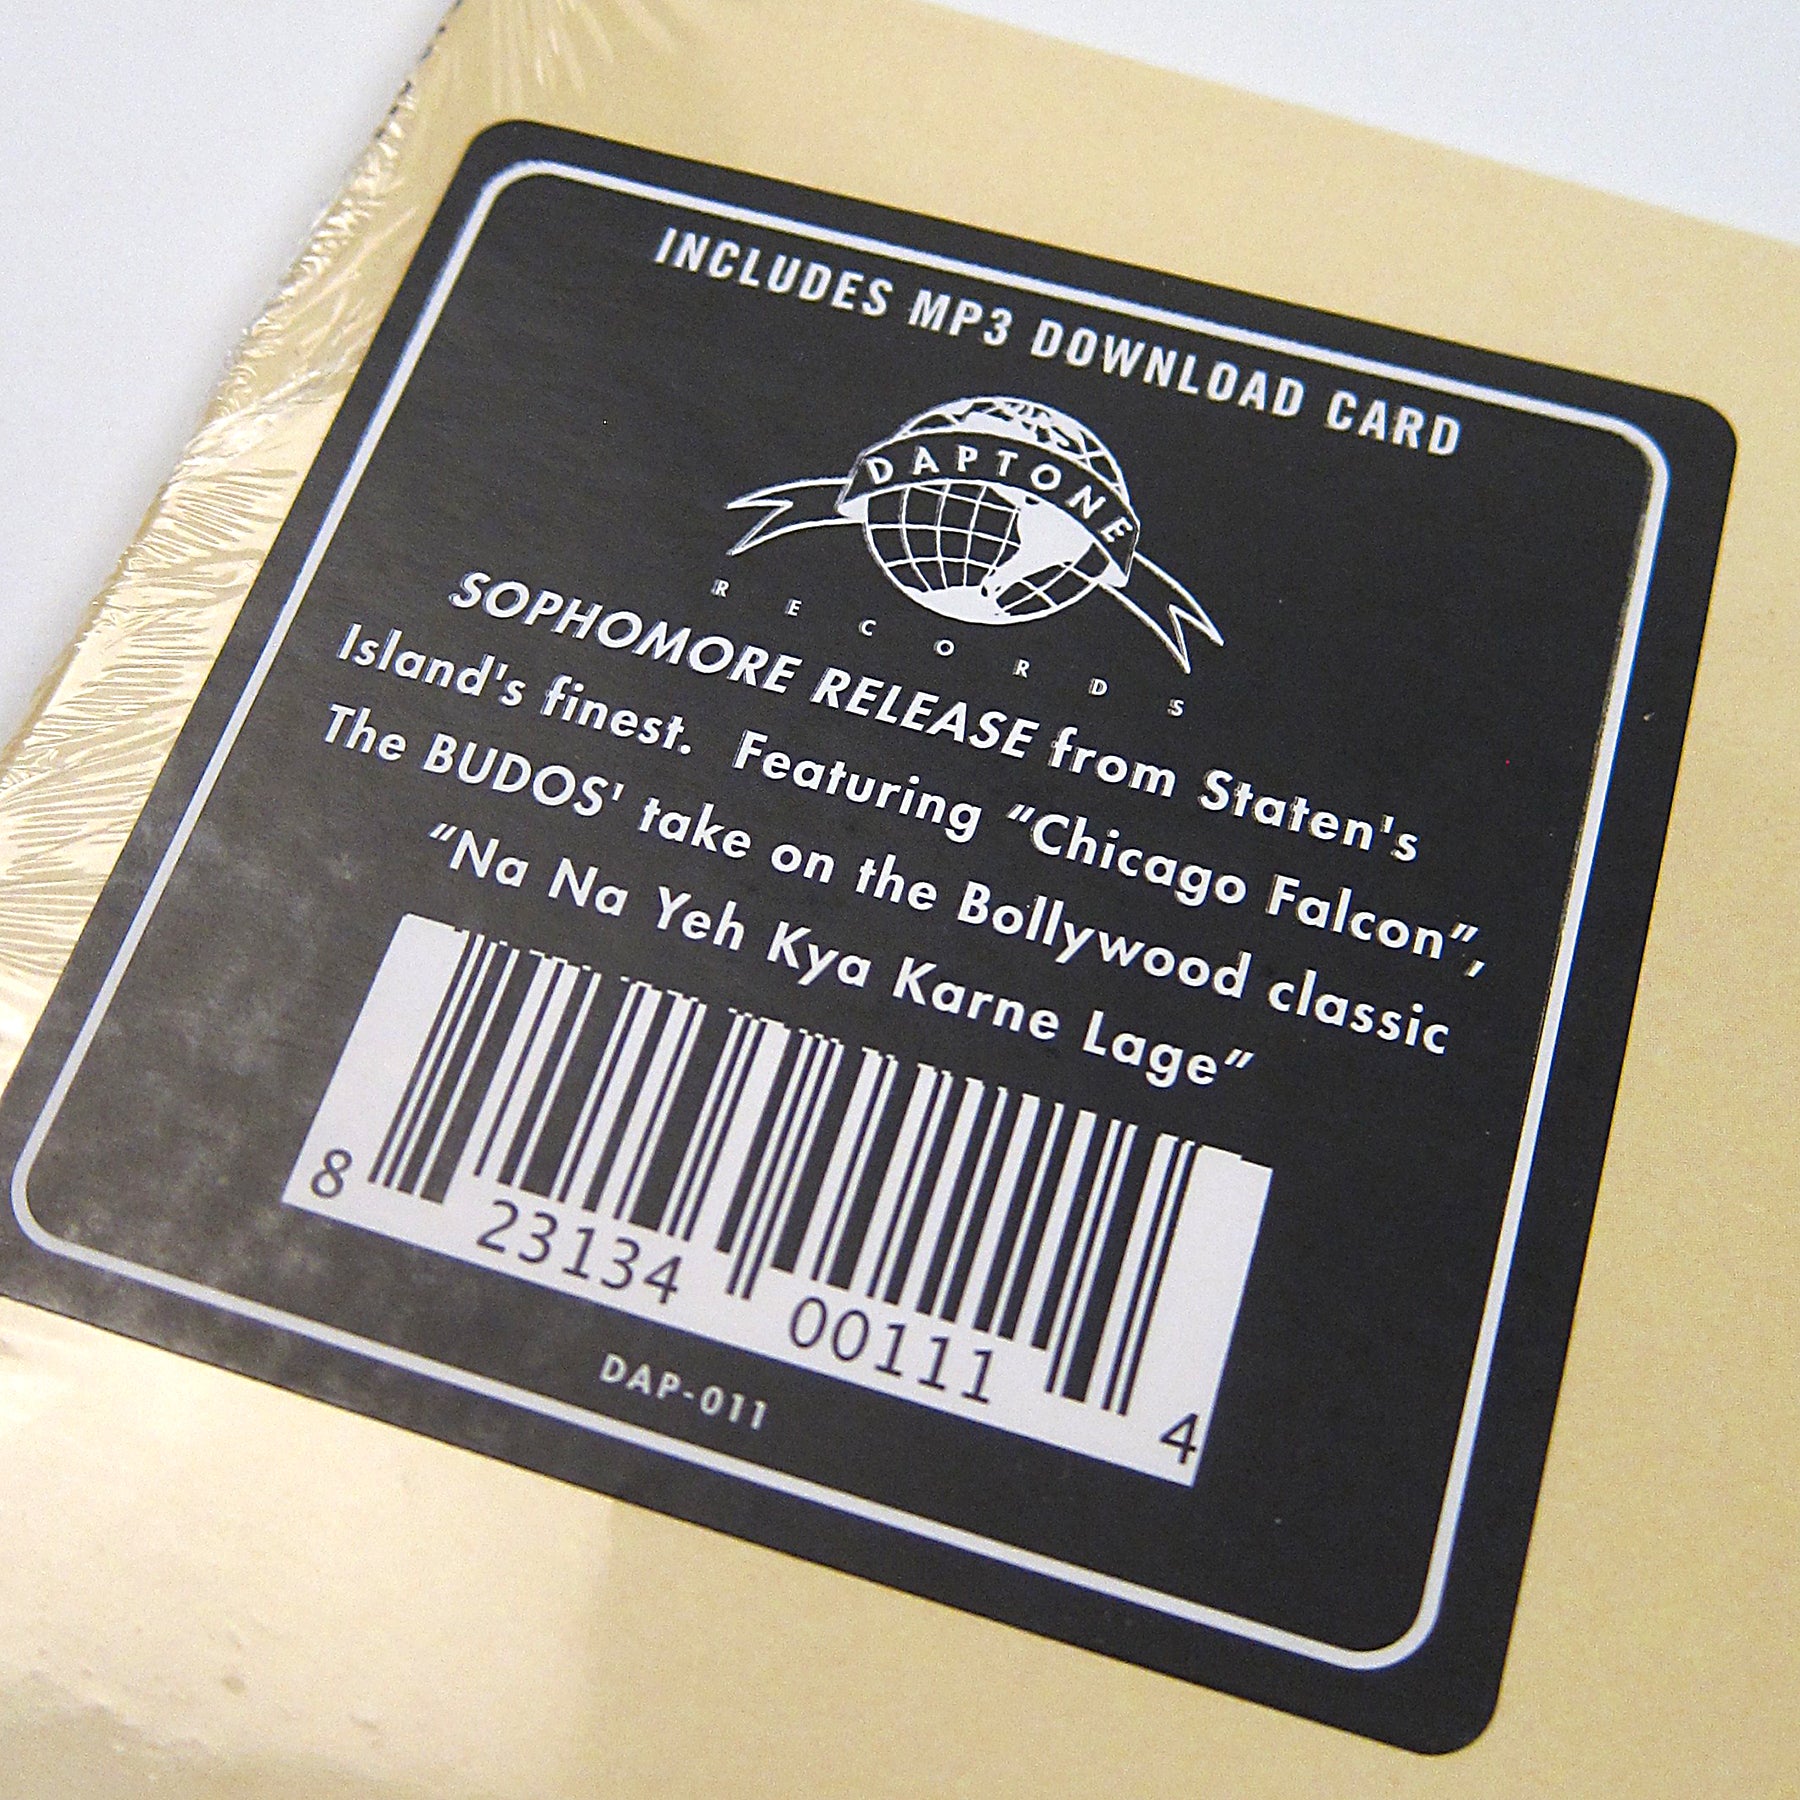 INCLUDES MP3 DOWNLOAD CARD
DAPTONE
RECORDS
SOPHOMORE RELEASE from Staten's
Island's finest. Featuring “Chicago Falcon”,
The BUDOS' take on the Bollywood classic
“Na Na Yeh Kya Karne Lage”
8 23134 00111 4
DAP-011